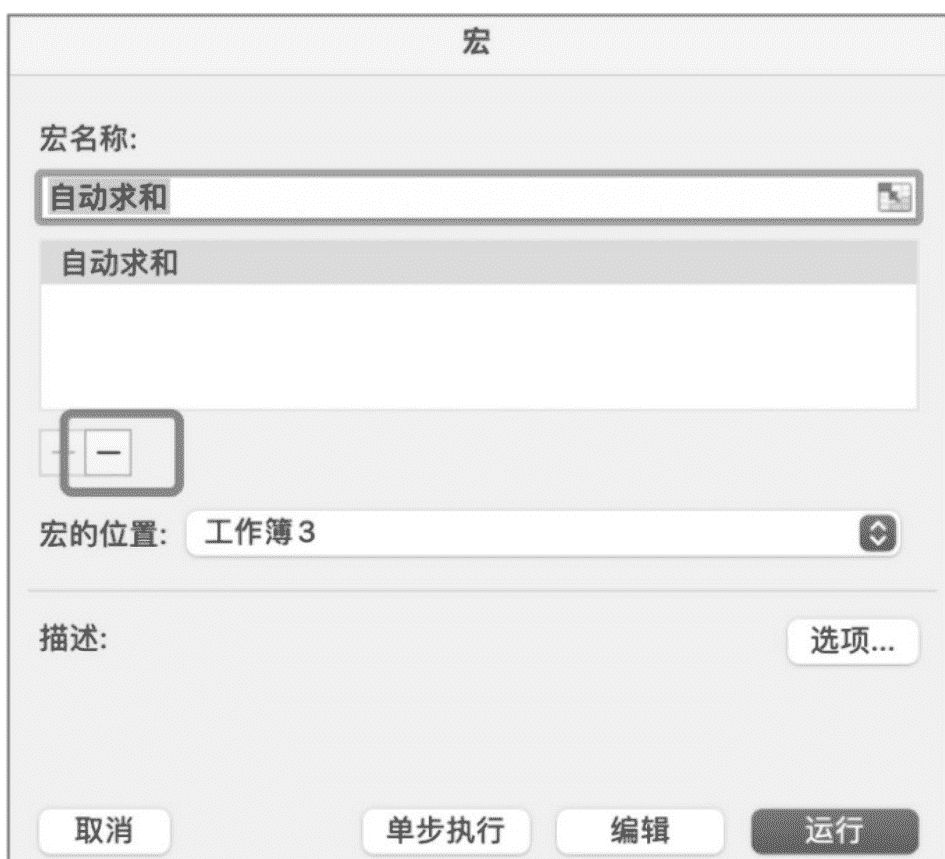 宏
宏名称:
自动求和
自动求和
宏的位置: 工作簿3
描述: 选项...
取消 单步执行 编辑 运行